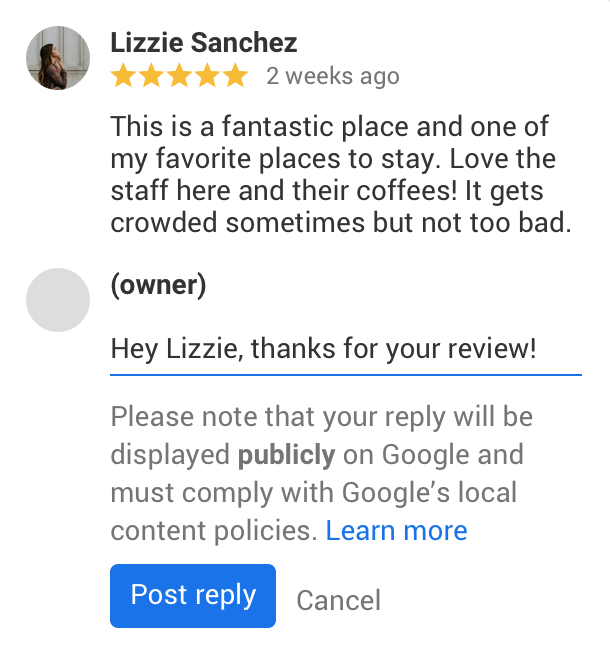 Lizzie Sanchez
2 weeks ago
This is a fantastic place and one of
my favorite places to stay. Love the
staff here and their coffees! It gets
crowded sometimes but not too bad.
(owner)
Hey Lizzie, thanks for your review!
Please note that your reply will be
displayed publicly on Google and
must comply with Google’s local
content policies. Learn more
Post reply Cancel